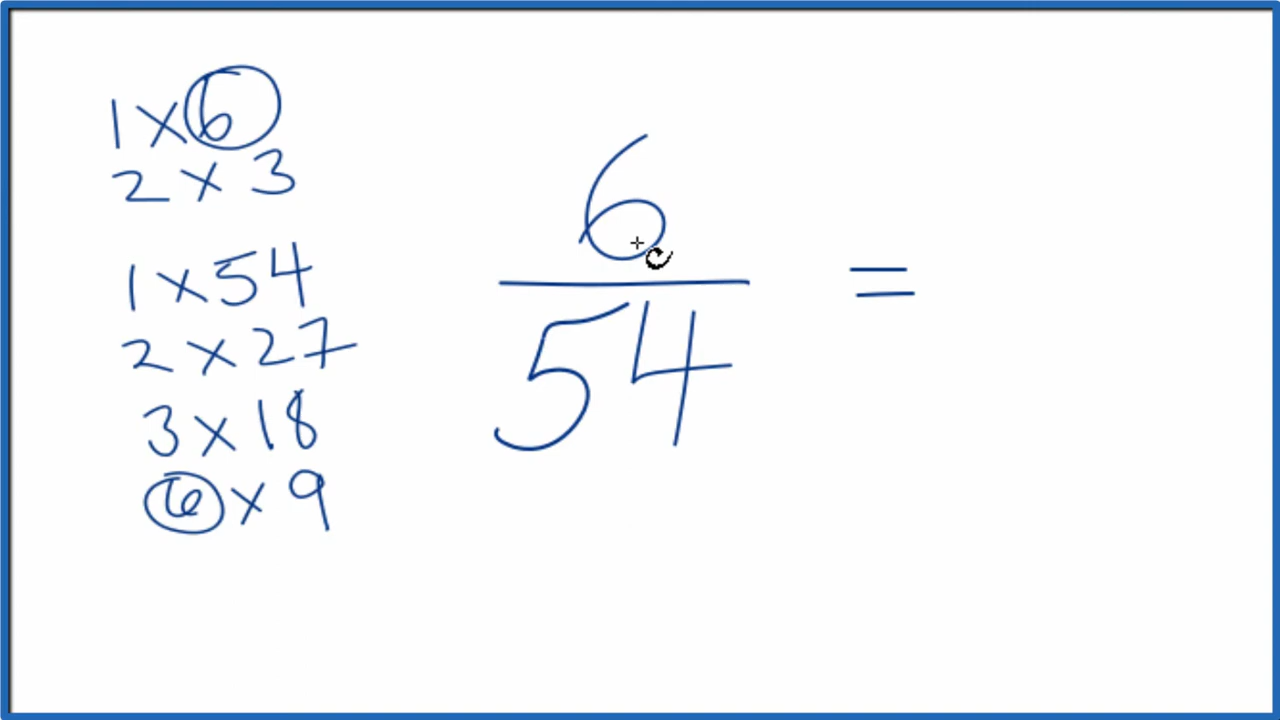 1 x 6
2 x 3
1 x 54
2 x 27
3 x 18
6 x 9
6
54
=